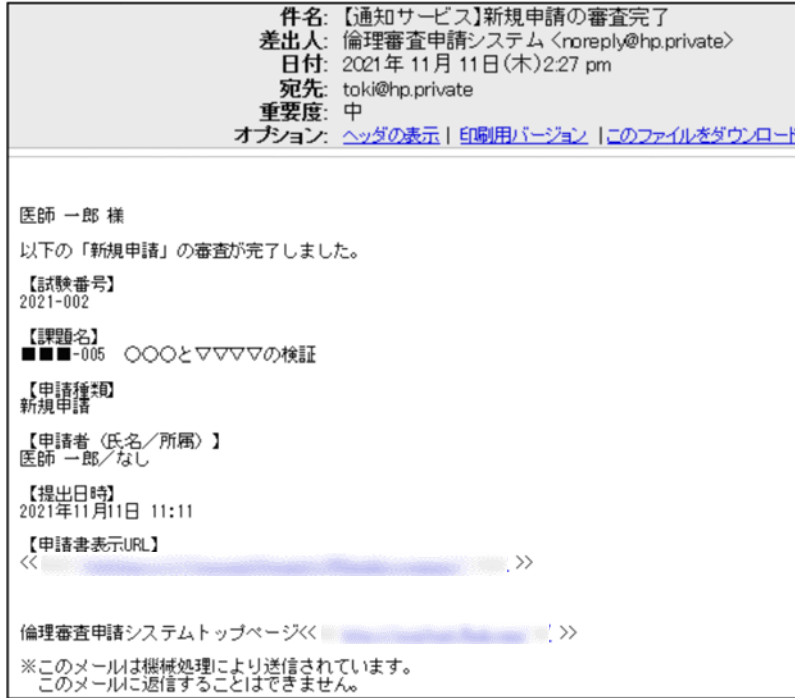 件名: 【通知サービス】新規申請の審査完了
差出人: 倫理審査申請システム <noreply@hp.private>
日付: 2021年 11月 11日(木)2:27 pm
宛先: toki@hp.private
重要度: 中
オプション: ヘッダの表示 | 印刷用バージョン | このファイルをダウンロード
医師 一郎 様
以下の「新規申請」の審査が完了しました。
【試験番号】
2021-002
【課題名】
■■■-005 ○○○と▽▽▽▽の検証
【申請種類】
新規申請
【申請者（氏名／所属）】
医師 一郎／なし
【提出日時】
2021年11月11日 11:11
【申請書表示URL】
<< >>
倫理審査申請システムトップページ<< >>
※このメールは機械処理により送信されています。
このメールに返信することはできません。